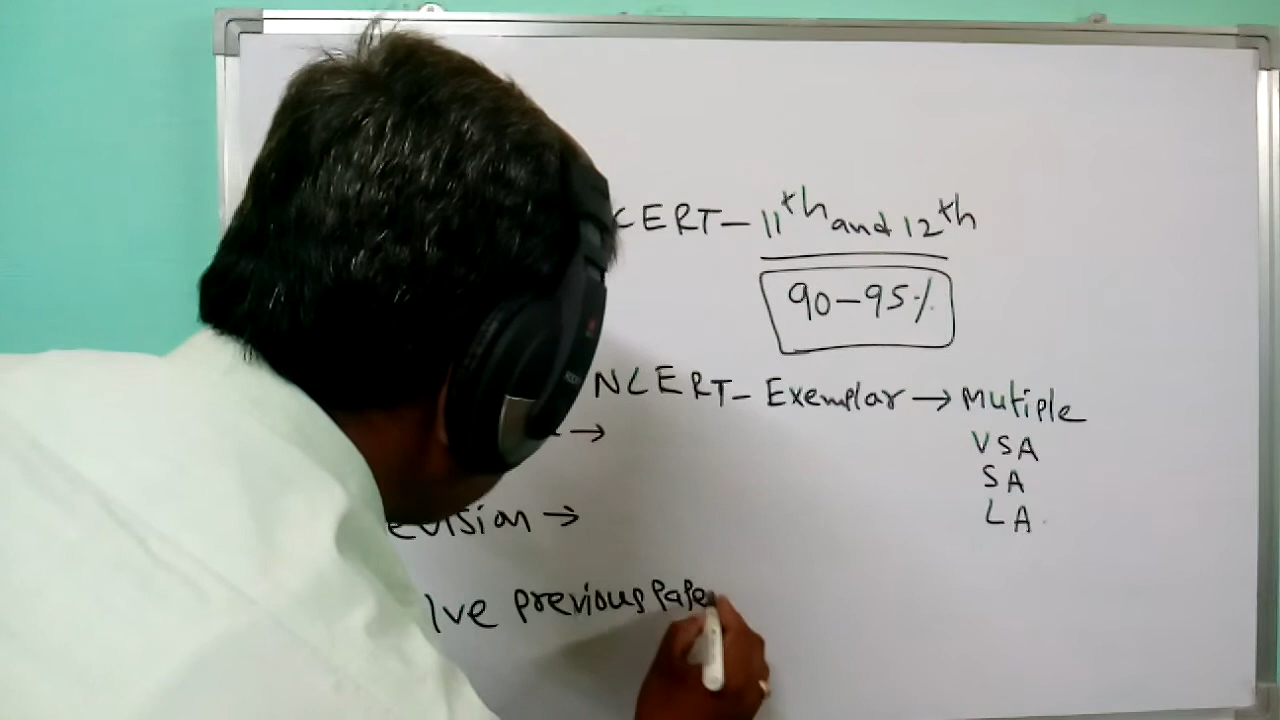 CERT- 11th and 12th
90-95%
NCERT- Exemplar → Mutiple
→
VSA
SA
LA
evision →
lve previous Pape